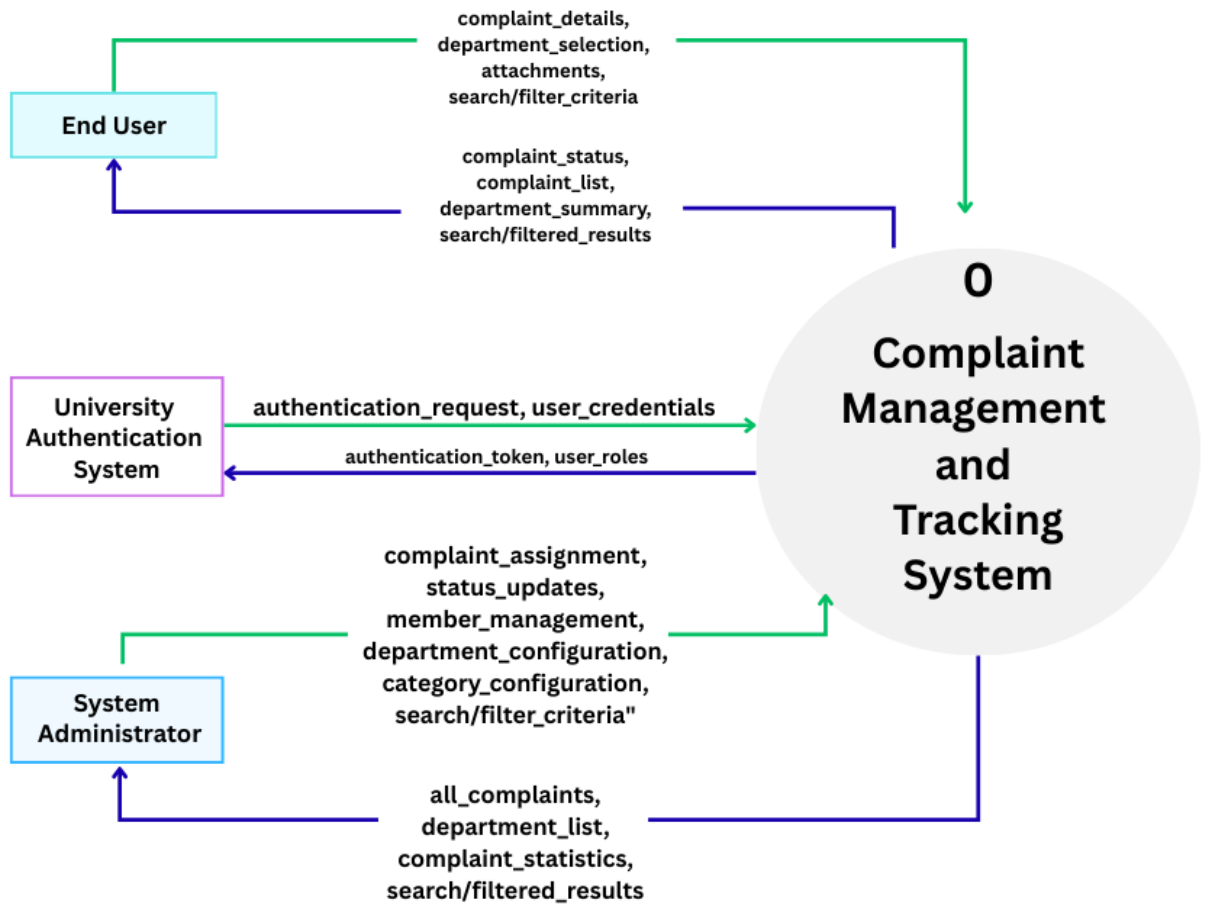 complaint_details,
department_selection,
attachments,
search/filter_criteria
End User
complaint_status,
complaint_list,
department_summary,
search/filtered_results
0
Complaint
Management
and
Tracking
System
University
Authentication
System
authentication_request, user_credentials
authentication_token, user_roles
complaint_assignment,
status_updates,
member_management,
department_configuration,
category_configuration,
search/filter_criteria"
System
Administrator
all_complaints,
department_list,
complaint_statistics,
search/filtered_results